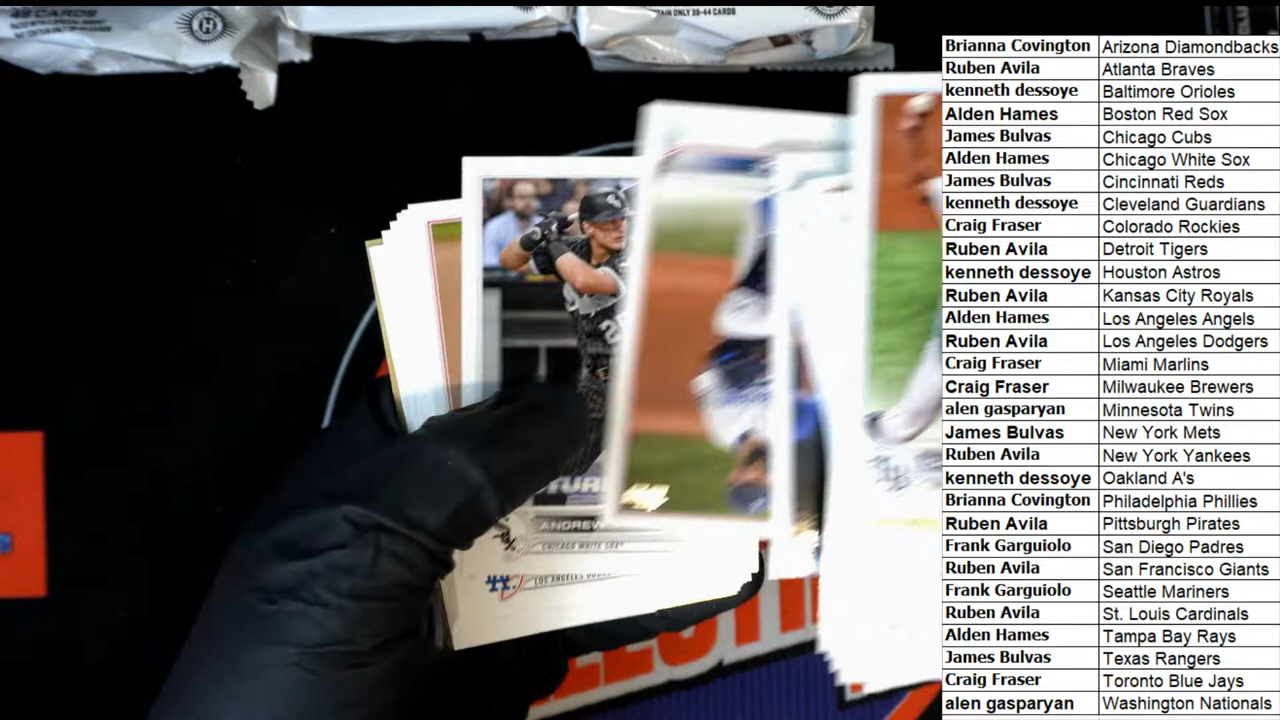 42 CARDS
CONTAIN ONLY 39-44 CARDS
H
ANDREW
CHICAGO WHITE SOX
LOS ANGELES
Brianna Covington Arizona Diamondbacks
Ruben Avila Atlanta Braves
kenneth dessoye Baltimore Orioles
Alden Hames Boston Red Sox
James Bulvas Chicago Cubs
Alden Hames Chicago White Sox
James Bulvas Cincinnati Reds
kenneth dessoye Cleveland Guardians
Craig Fraser Colorado Rockies
Ruben Avila Detroit Tigers
kenneth dessoye Houston Astros
Ruben Avila Kansas City Royals
Alden Hames Los Angeles Angels
Ruben Avila Los Angeles Dodgers
Craig Fraser Miami Marlins
Craig Fraser Milwaukee Brewers
alen gasparyan Minnesota Twins
James Bulvas New York Mets
Ruben Avila New York Yankees
kenneth dessoye Oakland A's
Brianna Covington Philadelphia Phillies
Ruben Avila Pittsburgh Pirates
Frank Garguiolo San Diego Padres
Ruben Avila San Francisco Giants
Frank Garguiolo Seattle Mariners
Ruben Avila St. Louis Cardinals
Alden Hames Tampa Bay Rays
James Bulvas Texas Rangers
Craig Fraser Toronto Blue Jays
alen gasparyan Washington Nationals